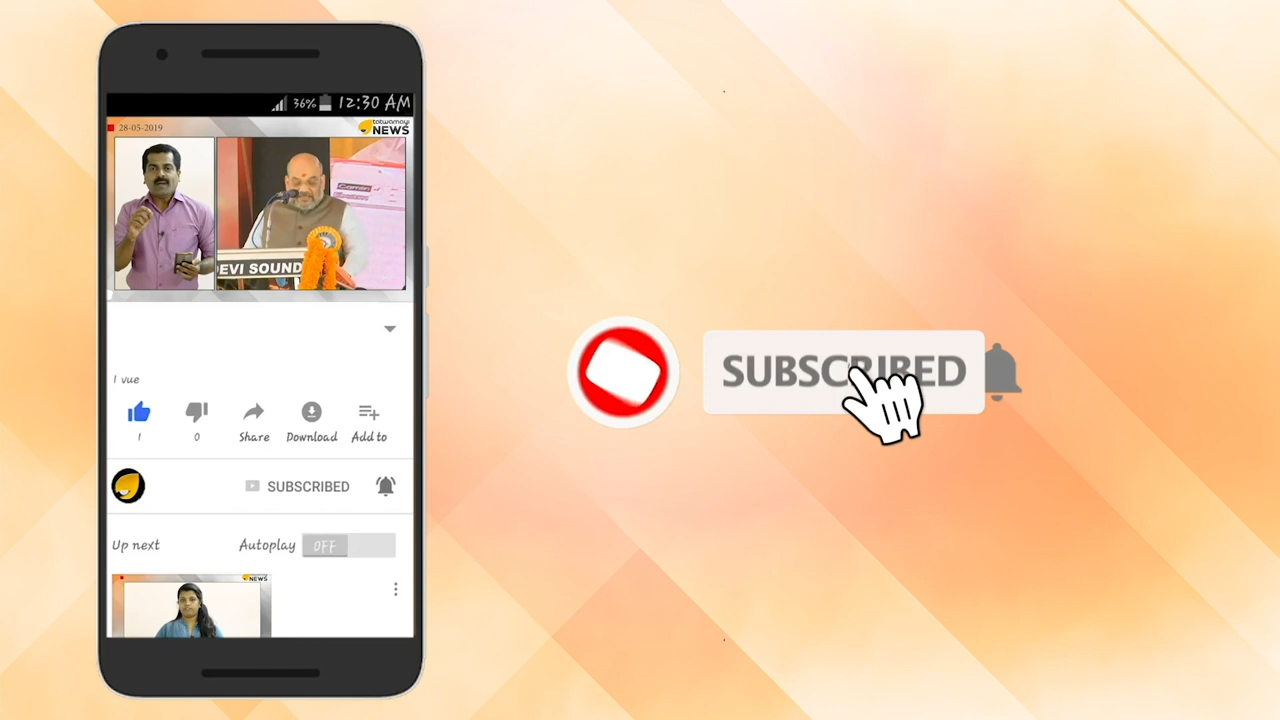 36% 12:30 AM
28-05-2019
tatwamayi
NEWS
DEVI SOUND
1 vue
1
0
Share
Download
Add to
SUBSCRIBED
Up next
Autoplay
OFF
NEWS
SUBSCRIBED